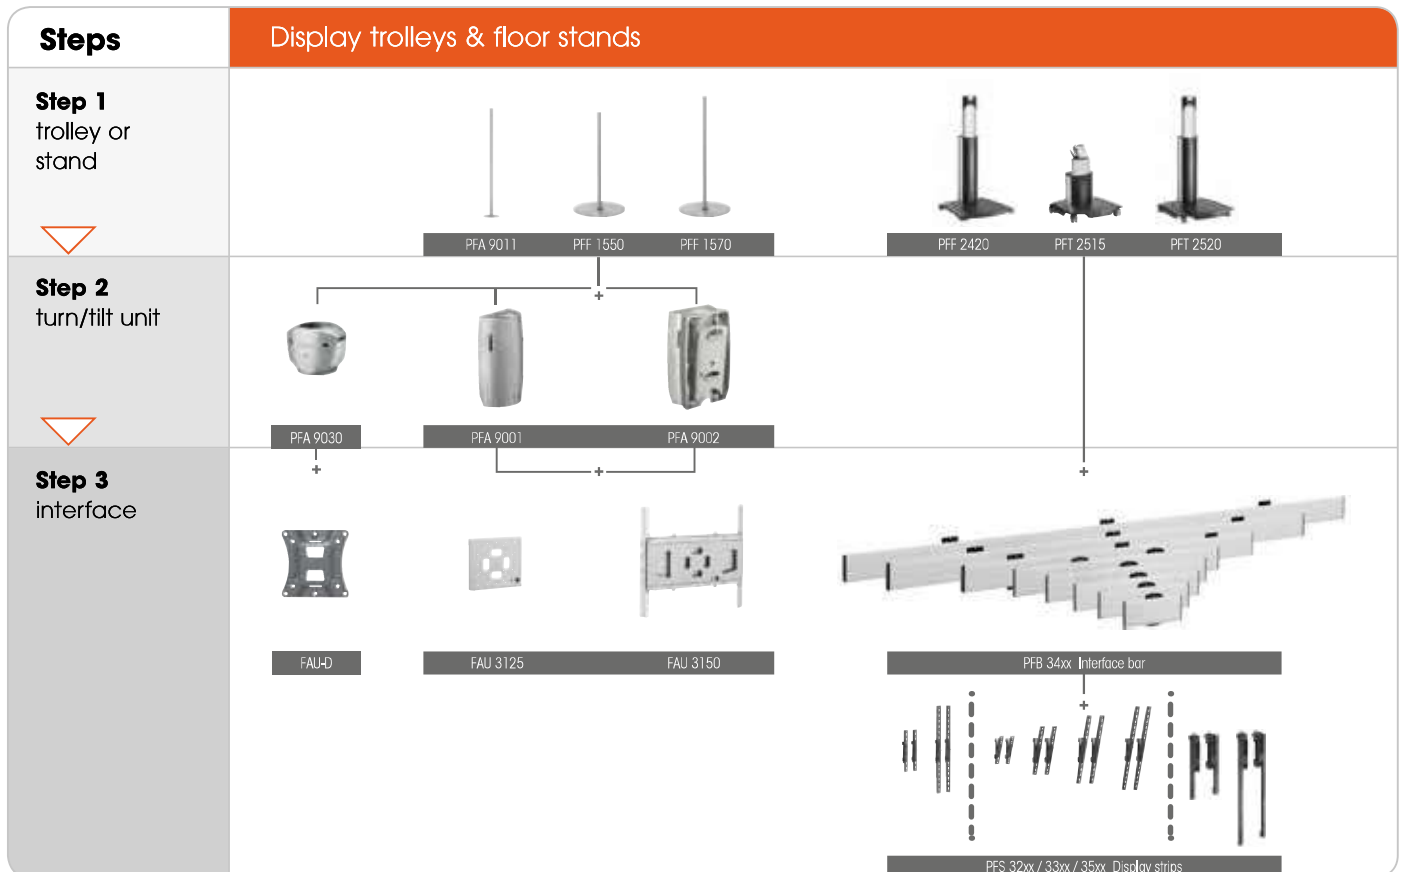 Steps
Display trolleys & floor stands
Step 1
trolley or
stand
PFA 9011 PFF 1550 PFF 1570
PFF 2420 PFT 2515 PFT 2520
Step 2
turn/tilt unit
+
PFA 9030
PFA 9001 PFA 9002
Step 3
interface
+ + +
FAU-D
FAU 3125 FAU 3150
PFB 34xx Interface bar
+
PFS 32xx / 33xx / 35xx Display strips